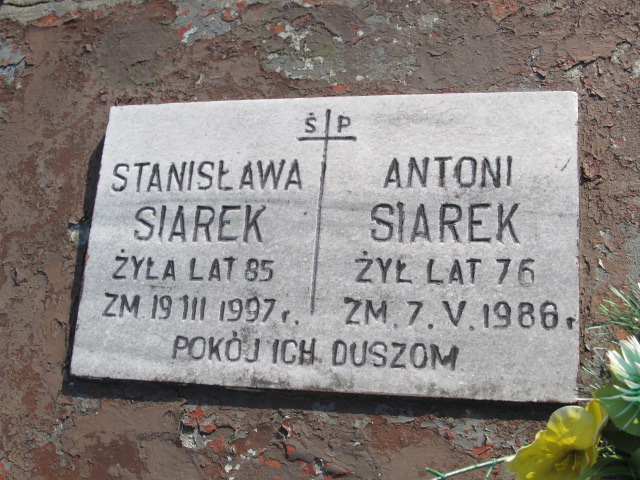 Ś P
STANISŁAWA
SIAREK
ŻYŁA LAT 85
ZM 19 III 1997 r.
ANTONI
SIAREK
ŻYŁ LAT 76
ZM. 7. V. 1988 r
POKÓJ ICH DUSZOM